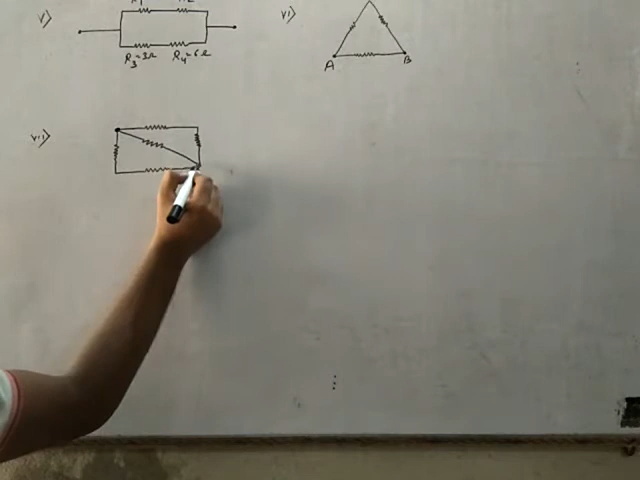 v)
vi)
R₃=3Ω R₄=6Ω
A B
vii)